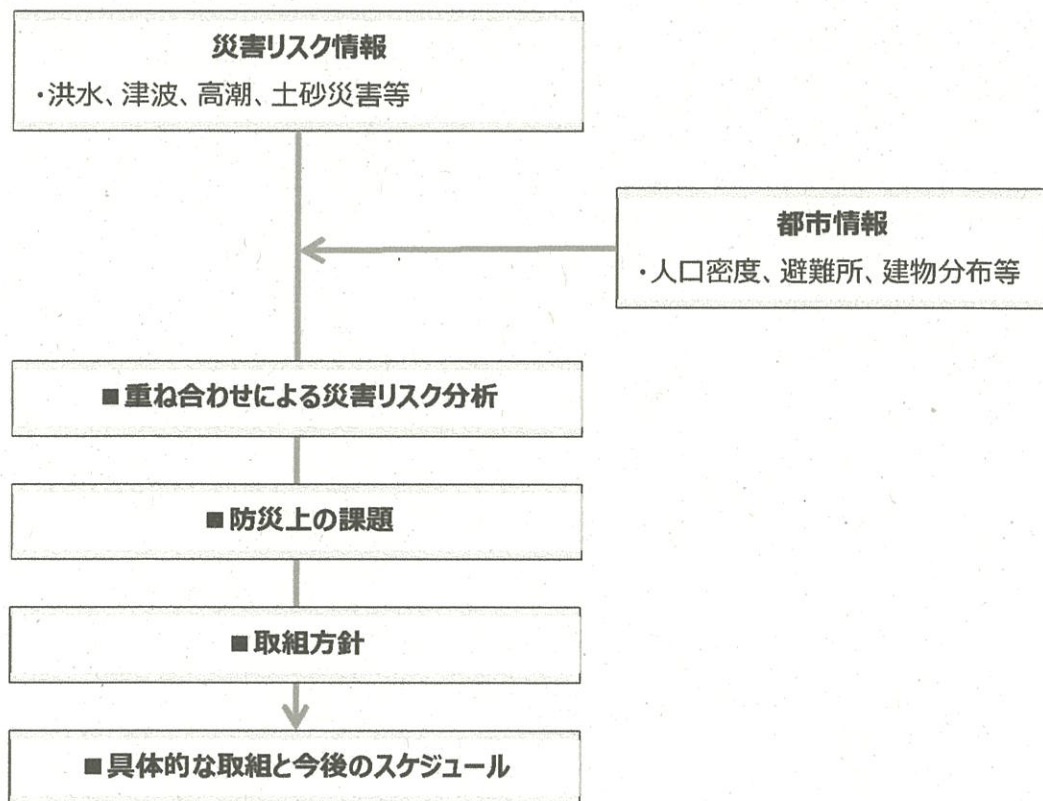 災害リスク情報
・洪水、津波、高潮、土砂災害等
都市情報
・人口密度、避難所、建物分布等
■重ね合わせによる災害リスク分析
■防災上の課題
■取組方針
■具体的な取組と今後のスケジュール